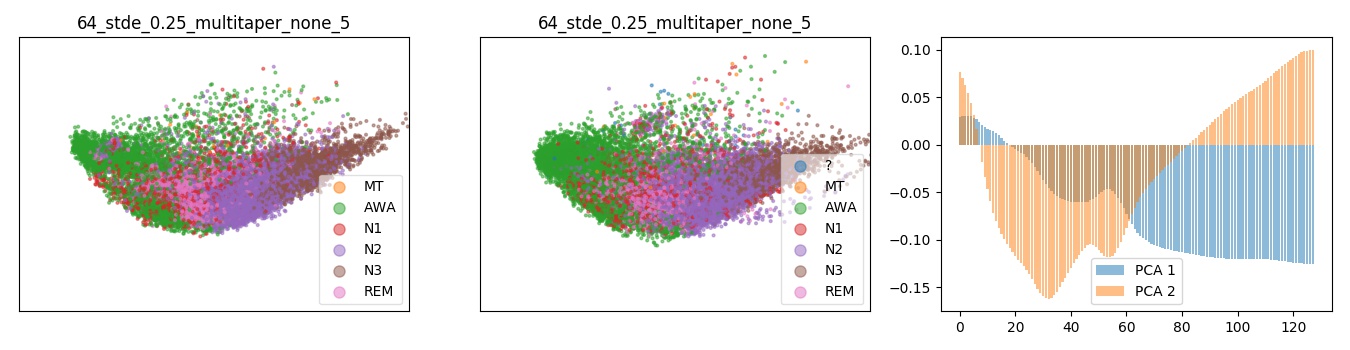 64_stde_0.25_multitaper_none_5
MT
AWA
N1
N2
N3
REM
64_stde_0.25_multitaper_none_5
?
MT
AWA
N1
N2
N3
REM
0.10
0.05
0.00
−0.05
−0.10
−0.15
0
20
40
60
80
100
120
PCA 1
PCA 2